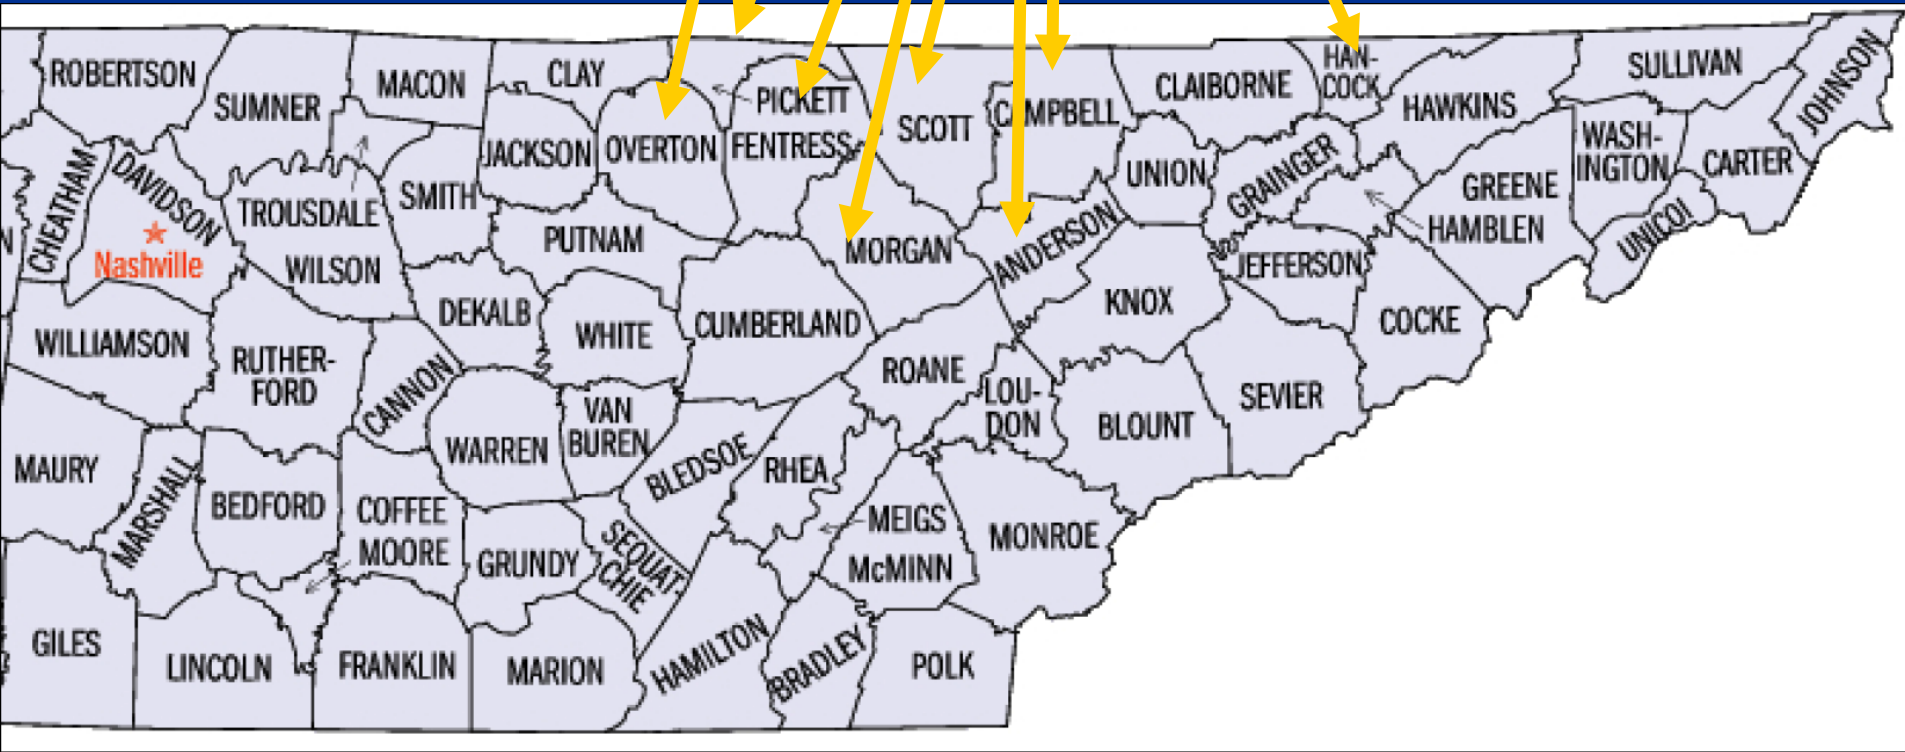 ROBERTSON
SUMNER
MACON
CLAY
PICKETT
SCOTT
CAMPBELL
CLAIBORNE
HAN-
COCK
HAWKINS
SULLIVAN
JOHNSON
CHEATHAM
DAVIDSON
Nashville
TROUSDALE
WILSON
SMITH
JACKSON
OVERTON
FENTRESS
PUTNAM
MORGAN
ANDERSON
UNION
GRAINGER
HAMBLEN
GREENE
WASH-
INGTON
CARTER
UNICOI
N
WILLIAMSON
RUTHER-
FORD
CANNON
DEKALB
WHITE
CUMBERLAND
ROANE
LOU-
DON
KNOX
JEFFERSON
COCKE
SEVIER
BLOUNT
MAURY
MARSHALL
BEDFORD
COFFEE
MOORE
WARREN
VAN
BUREN
BLEDSOE
RHEA
MEIGS
McMINN
MONROE
GRUNDY
SEQUAT-
CHIE
GILES
LINCOLN
FRANKLIN
MARION
HAMILTON
BRADLEY
POLK